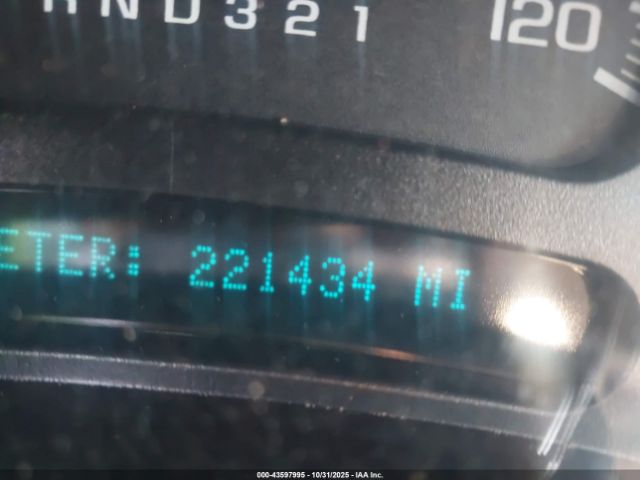 R N D 3 2 1 120
ETER: 221434 MI
000-43597995 - 10/31/2025 - IAA Inc.